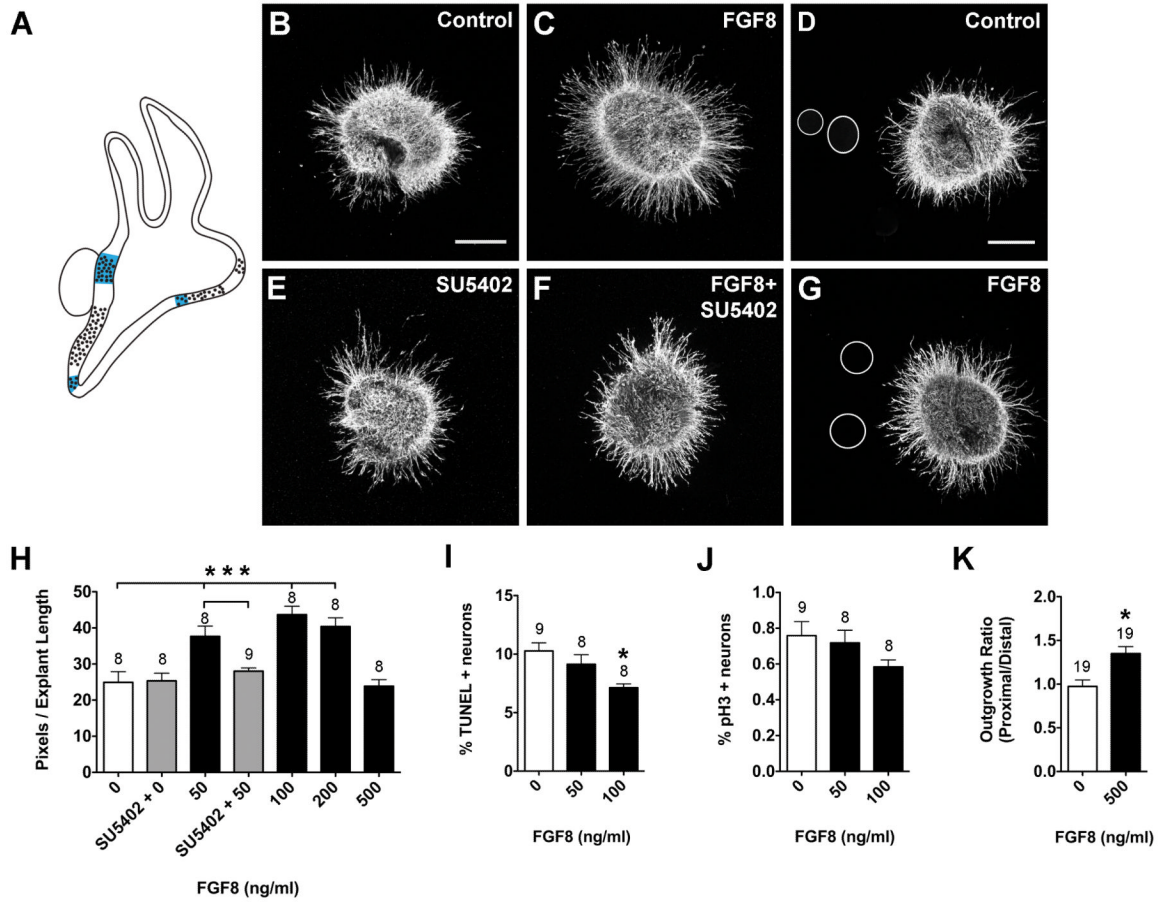 A
B
Control
C
FGF8
D
Control
E
SU5402
F
FGF8+
SU5402
G
FGF8
H
Pixels / Explant Length
50
40
30
20
10
0
***
8
8
8
9
8
8
8
0
SU5402 + 0
50
SU5402 + 50
100
200
500
FGF8 (ng/ml)
I
% TUNEL + neurons
15
10
5
0
9
8
*
8
0
50
100
FGF8 (ng/ml)
J
% pH3 + neurons
1.0
0.8
0.6
0.4
0.2
0.0
9
8
8
0
50
100
FGF8 (ng/ml)
K
Outgrowth Ratio
(Proximal/Distal)
2.0
1.5
1.0
0.5
0.0
19
*
19
0
500
FGF8 (ng/ml)